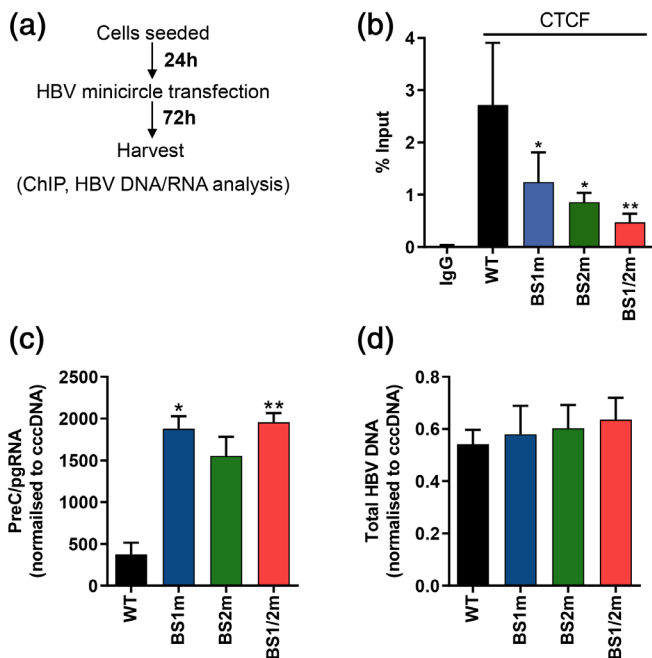 (a)
Cells seeded
24h
HBV minicircle transfection
72h
Harvest
(ChIP, HBV DNA/RNA analysis)
(b)
CTCF
% Input
4
3
2
1
0
IgG
WT
BS1m
BS2m
BS1/2m
*
*
**
(c)
PreC/pgRNA
(normailised to cccDNA)
2500
2000
1500
1000
500
0
WT
BS1m
BS2m
BS1/2m
*
**
(d)
Total HBV DNA
(normalised to cccDNA)
0.8
0.6
0.4
0.2
0.0
WT
BS1m
BS2m
BS1/2m